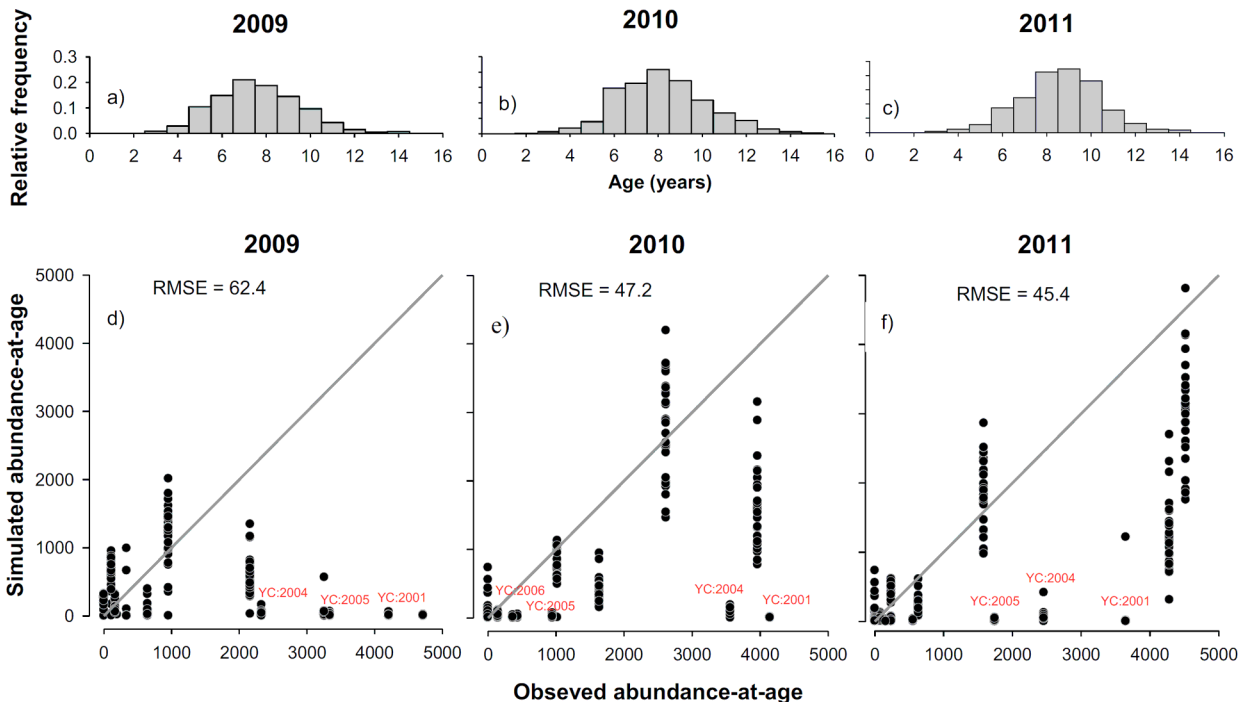 2009
2010
2011
Relative frequency
0.3
0.2
0.1
0.0
a)
b)
c)
0 2 4 6 8 10 12 14 16
0 2 4 6 8 10 12 14 16
0 2 4 6 8 10 12 14 16
Age (years)
2009
2010
2011
Simulated abundance-at-age
5000
4000
3000
2000
1000
0
RMSE = 62.4
d)
YC:2004
YC:2005
YC:2001
RMSE = 47.2
e)
YC:2006
YC:2005
YC:2004
YC:2001
RMSE = 45.4
f)
YC:2004
YC:2005
YC:2001
0 1000 2000 3000 4000 5000
0 1000 2000 3000 4000 5000
0 1000 2000 3000 4000 5000
Obseved abundance-at-age